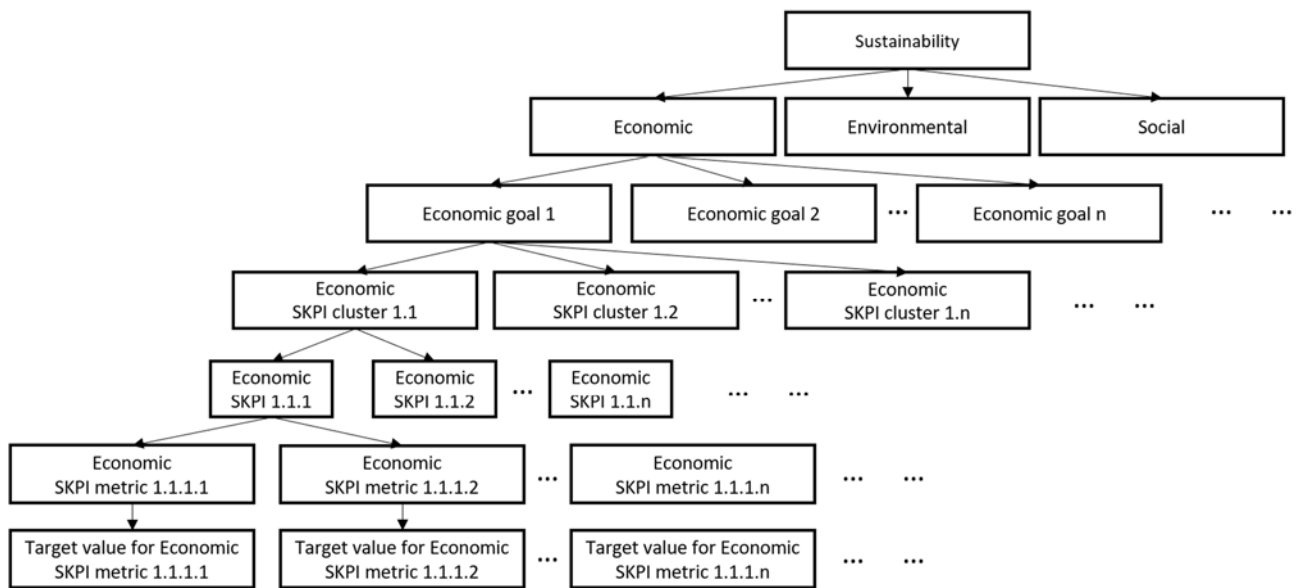 Sustainability
Economic
Environmental
Social
Economic goal 1
Economic goal 2
...
Economic goal n
...
...
Economic
SKPI cluster 1.1
Economic
SKPI cluster 1.2
...
Economic
SKPI cluster 1.n
...
...
Economic
SKPI 1.1.1
Economic
SKPI 1.1.2
...
Economic
SKPI 1.1.n
...
...
Economic
SKPI metric 1.1.1.1
Economic
SKPI metric 1.1.1.2
...
Economic
SKPI metric 1.1.1.n
...
...
Target value for Economic
SKPI metric 1.1.1.1
Target value for Economic
SKPI metric 1.1.1.2
...
Target value for Economic
SKPI metric 1.1.1.n
...
...